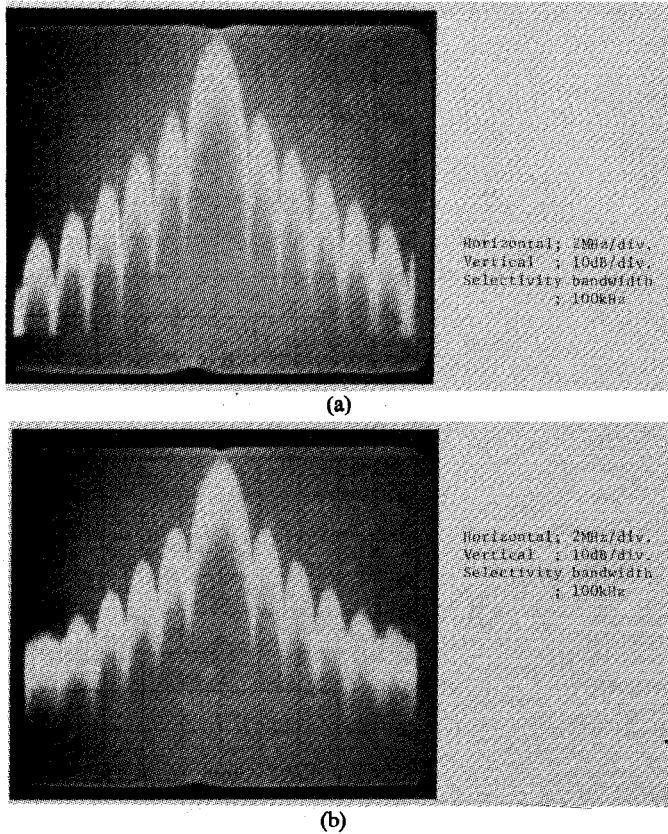 Horizontal; 2MHz/div.
Vertical ; 10dB/div.
Selectivity bandwidth
; 100kHz
(a)
Horizontal; 2MHz/div.
Vertical ; 10dB/div.
Selectivity bandwidth
; 100kHz
(b)